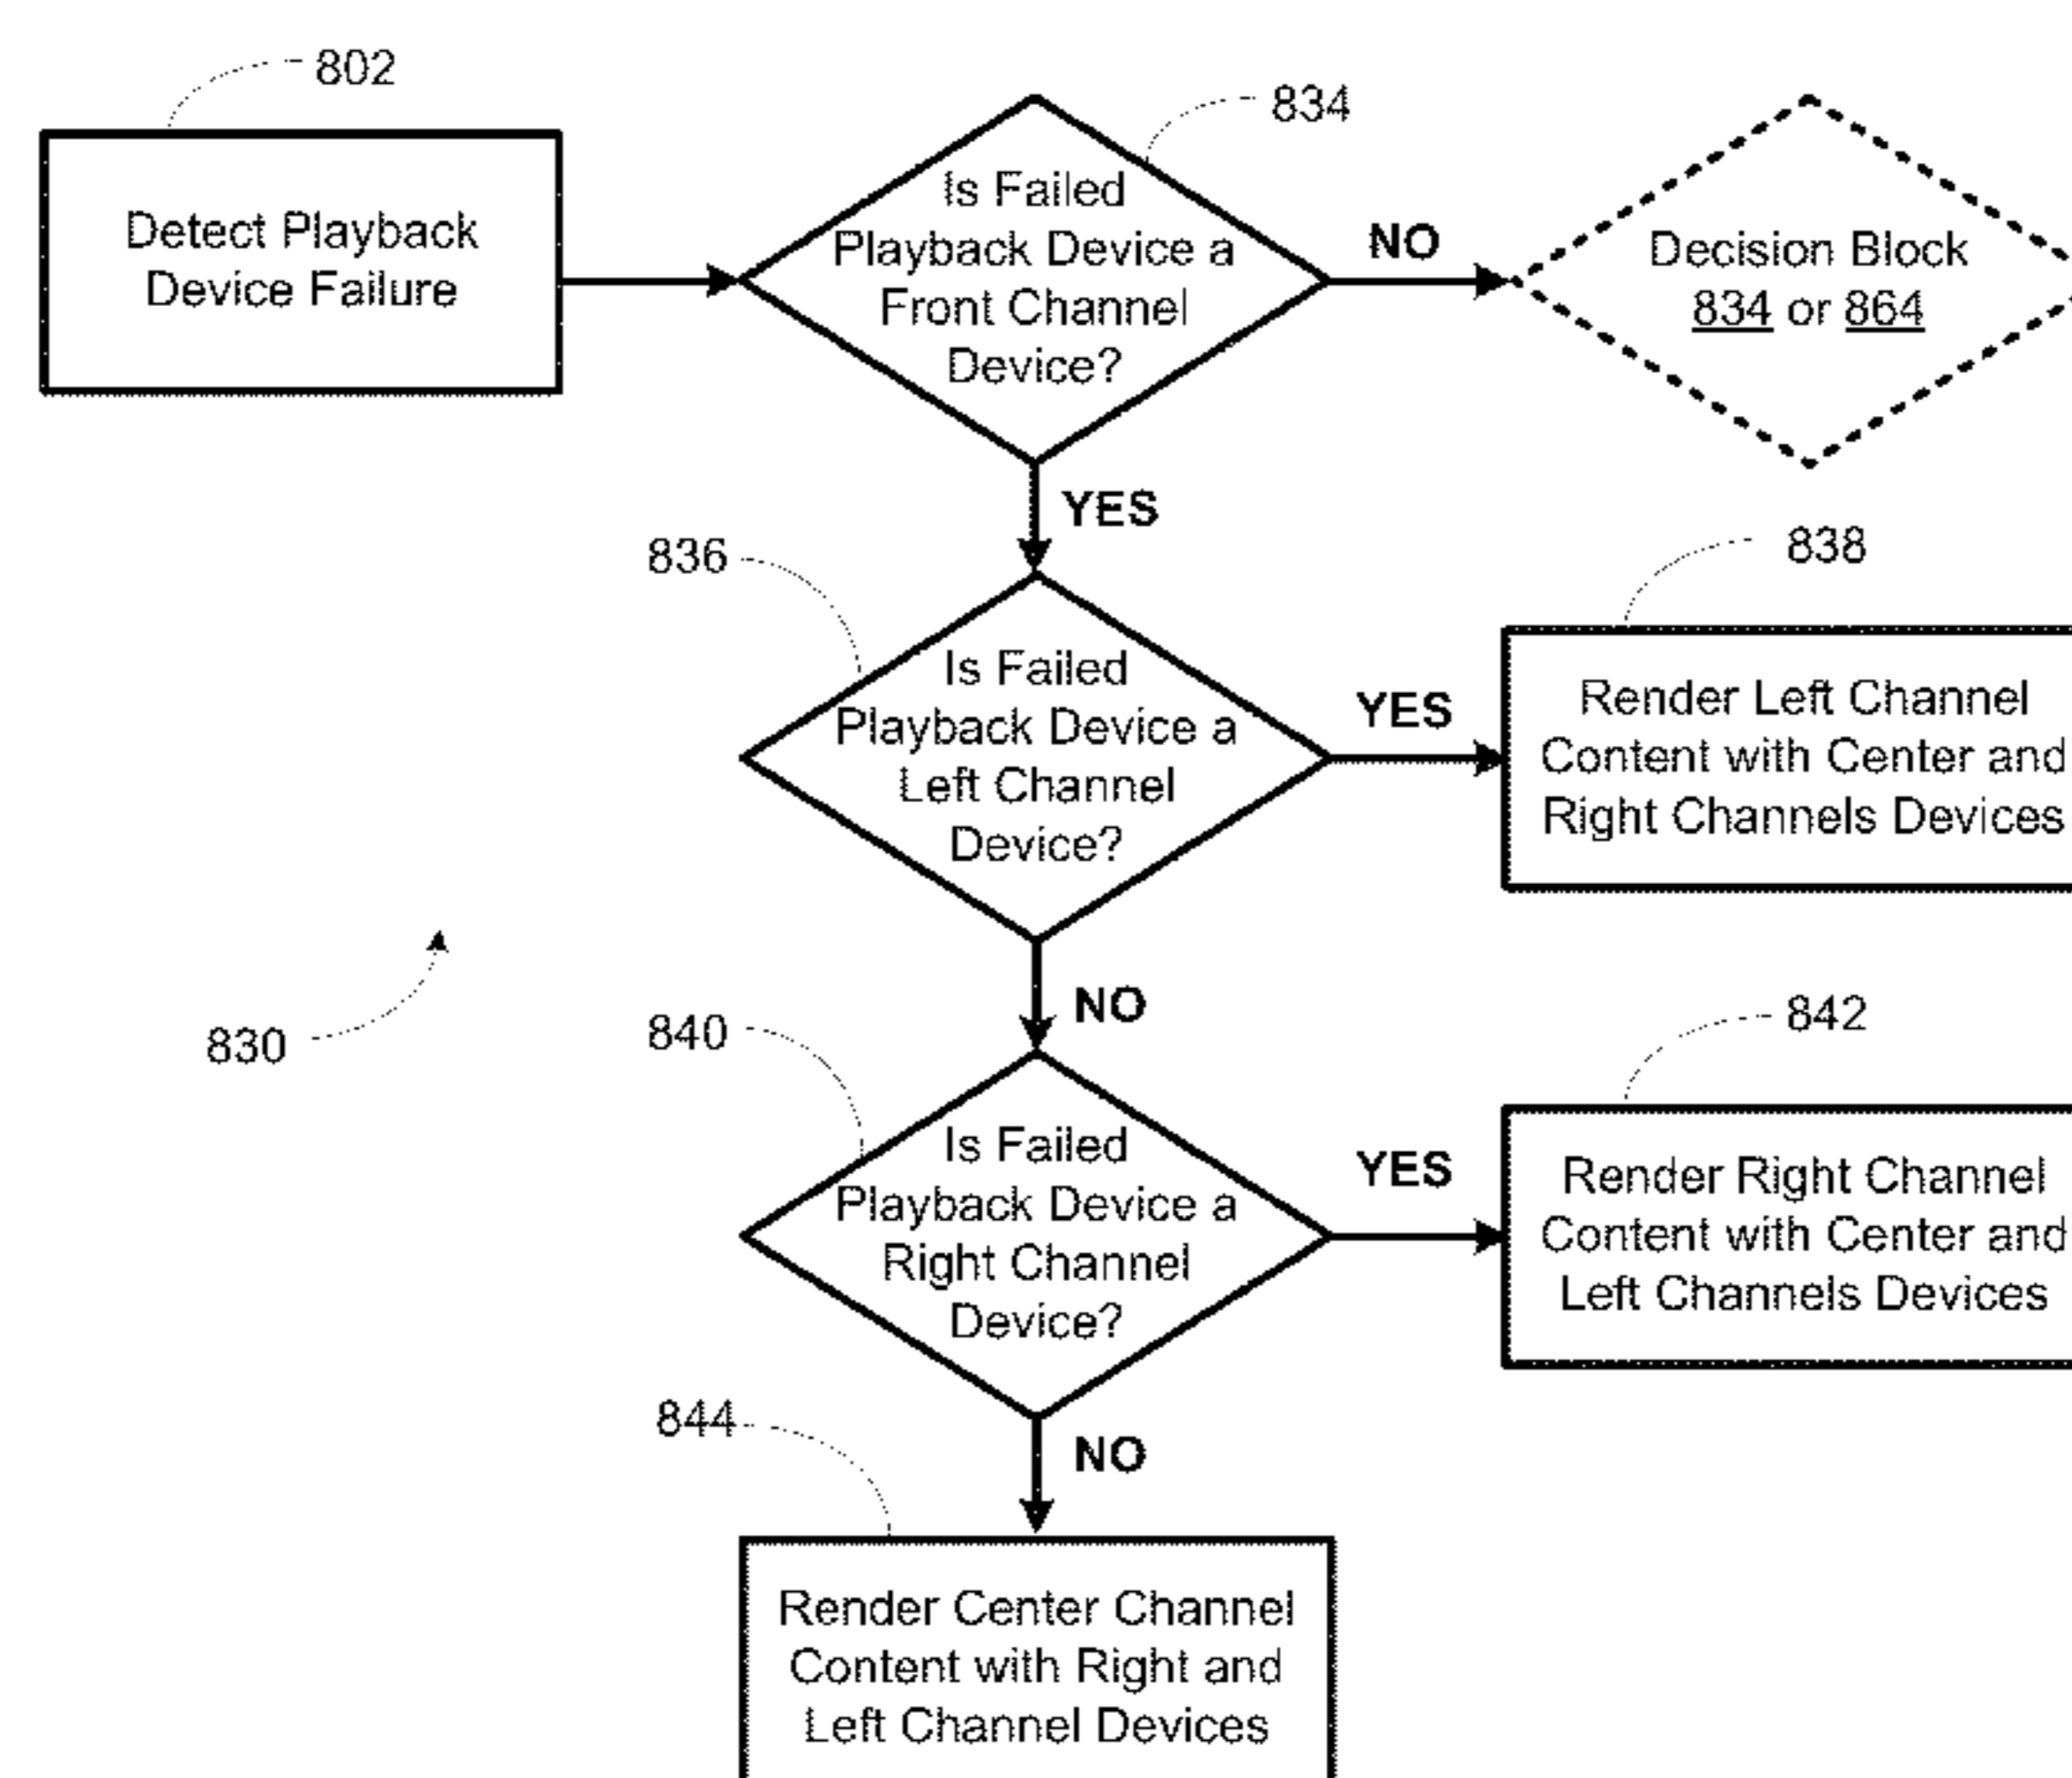 802
Detect Playback
Device Failure
834
Is Failed
Playback Device a
Front Channel
Device?
NO
Decision Block
834 or 864
YES
836
Is Failed
Playback Device a
Left Channel
Device?
YES
838
Render Left Channel
Content with Center and
Right Channels Devices
NO
830
840
Is Failed
Playback Device a
Right Channel
Device?
YES
842
Render Right Channel
Content with Center and
Left Channels Devices
NO
844
Render Center Channel
Content with Right and
Left Channel Devices